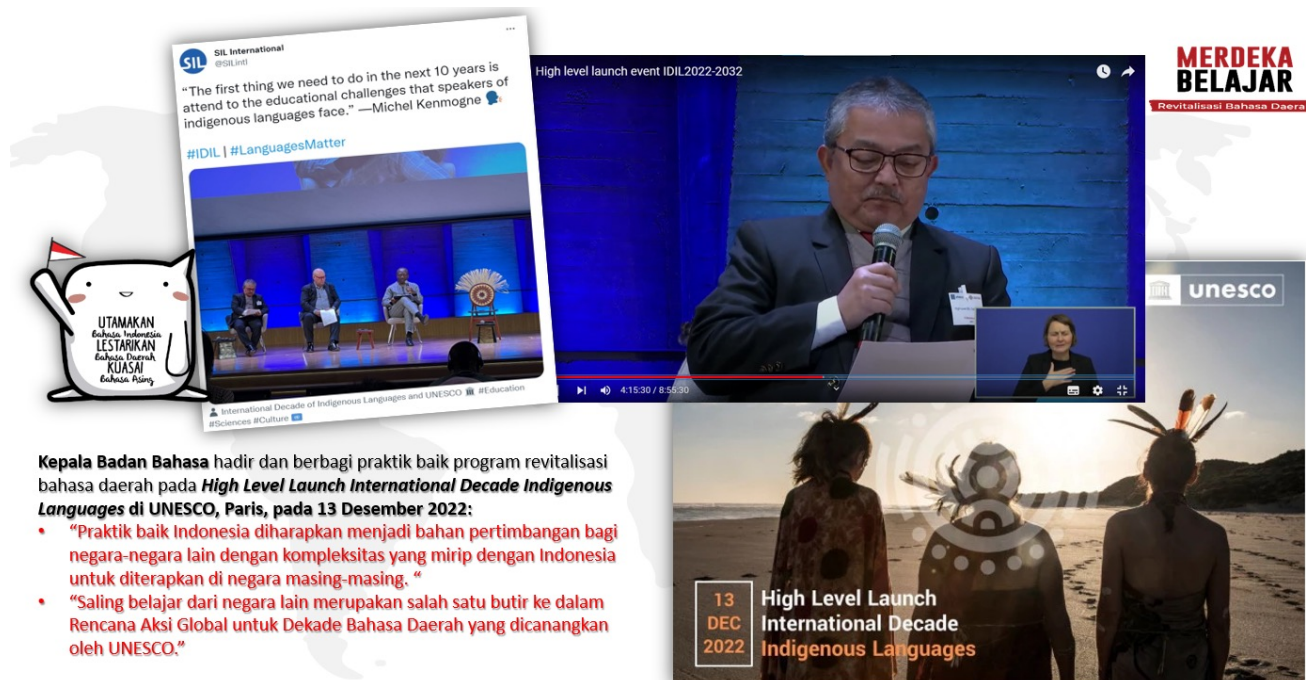 SIL
SIL International
@SILintl
“The first thing we need to do in the next 10 years is
attend to the educational challenges that speakers of
indigenous languages face.” —Michel Kenmogne
#IDIL | #LanguagesMatter
International Decade of Indigenous Languages and UNESCO #Education
#Sciences #Culture
High level launch event IDIL2022-2032
4:15:30 / 8:55:30
MERDEKA
BELAJAR
Revitalisasi Bahasa Daera
unesco
UTAMAKAN
Bahasa Indonesia
LESTARIKAN
Bahasa Daerah
KUASAI
Bahasa Asing
Kepala Badan Bahasa hadir dan berbagi praktik baik program revitalisasi
bahasa daerah pada High Level Launch International Decade Indigenous
Languages di UNESCO, Paris, pada 13 Desember 2022:
• “Praktik baik Indonesia diharapkan menjadi bahan pertimbangan bagi
negara-negara lain dengan kompleksitas yang mirip dengan Indonesia
untuk diterapkan di negara masing-masing. “
• “Saling belajar dari negara lain merupakan salah satu butir ke dalam
Rencana Aksi Global untuk Dekade Bahasa Daerah yang dicanangkan
oleh UNESCO.”
13
DEC
2022
High Level Launch
International Decade
Indigenous Languages